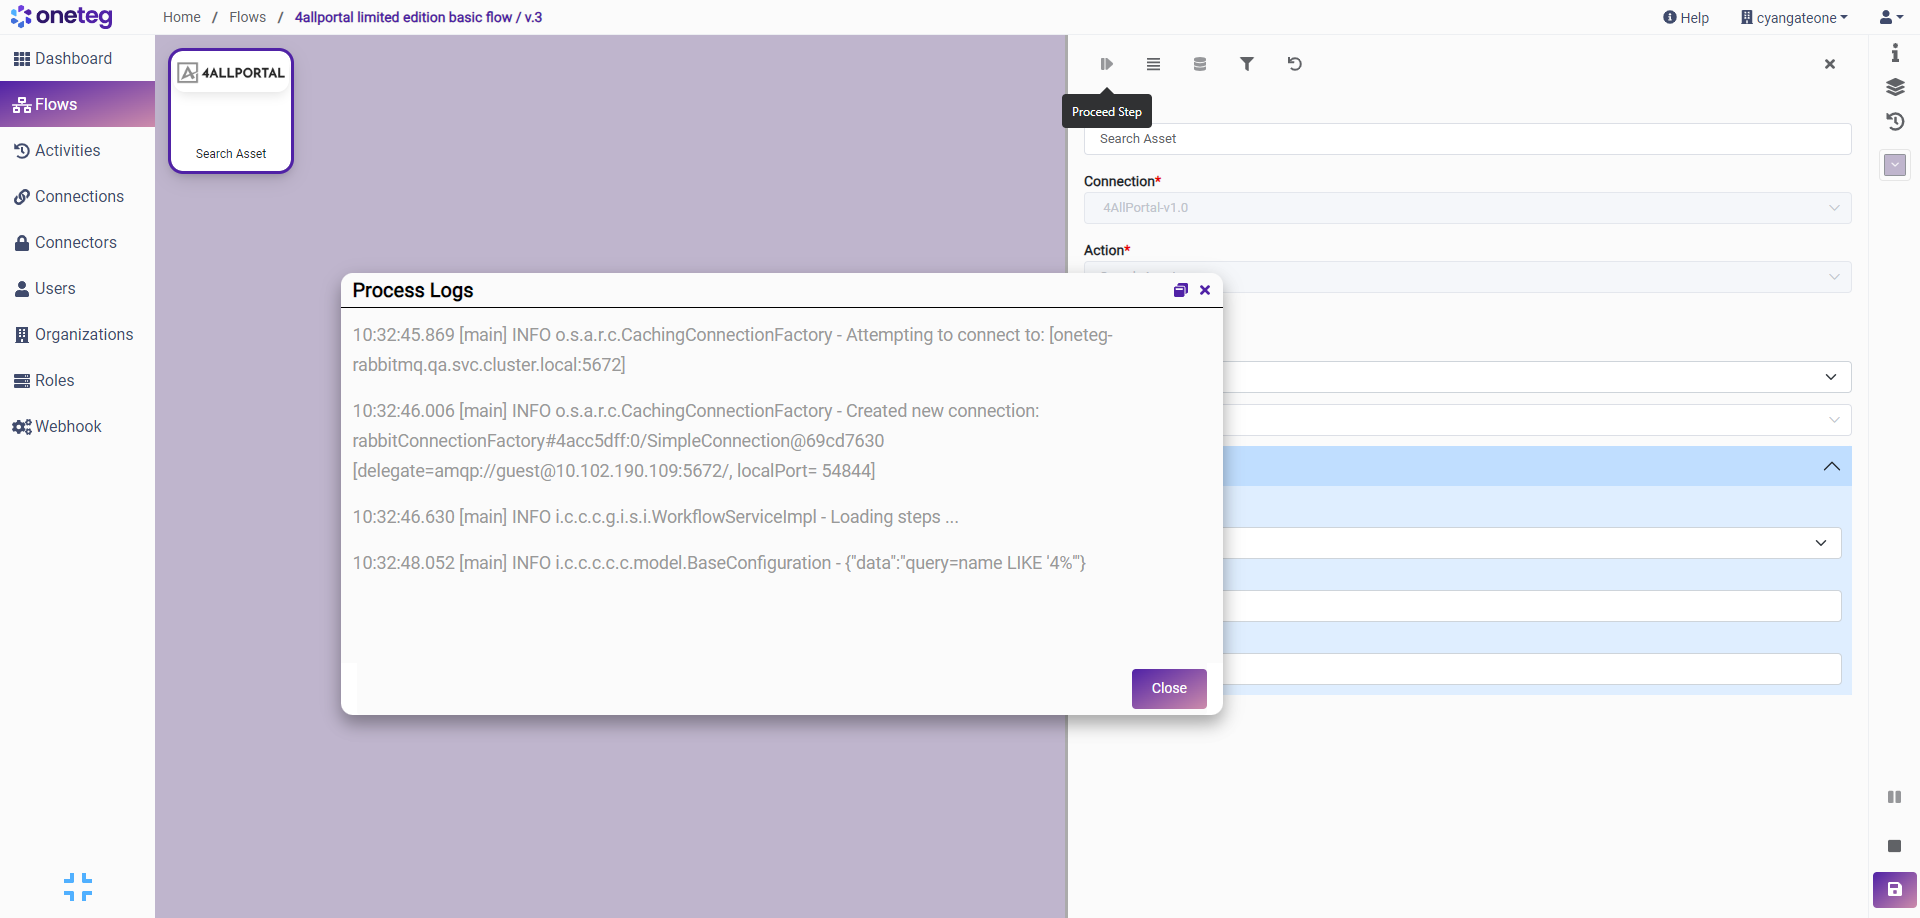 oneteg
Home / Flows / 4allportal limited edition basic flow / v.3
Help
cyangateone
Dashboard
Flows
Activities
Connections
Connectors
Users
Organizations
Roles
Webhook
4ALLPORTAL
Search Asset
Proceed Step
Search Asset
Connection*
4AllPortal-v1.0
Action*
Process Logs
10:32:45.869 [main] INFO o.s.a.r.c.CachingConnectionFactory - Attempting to connect to: [oneteg-
rabbitmq.qa.svc.cluster.local:5672]
10:32:46.006 [main] INFO o.s.a.r.c.CachingConnectionFactory - Created new connection:
rabbitConnectionFactory#4acc5dff:0/SimpleConnection@69cd7630
[delegate=amqp://guest@10.102.190.109:5672/, localPort= 54844]
10:32:46.630 [main] INFO i.c.c.c.g.i.s.i.WorkflowServiceImpl - Loading steps ...
10:32:48.052 [main] INFO i.c.c.c.c.c.model.BaseConfiguration - {"data":"query=name LIKE '4%'"}
Close